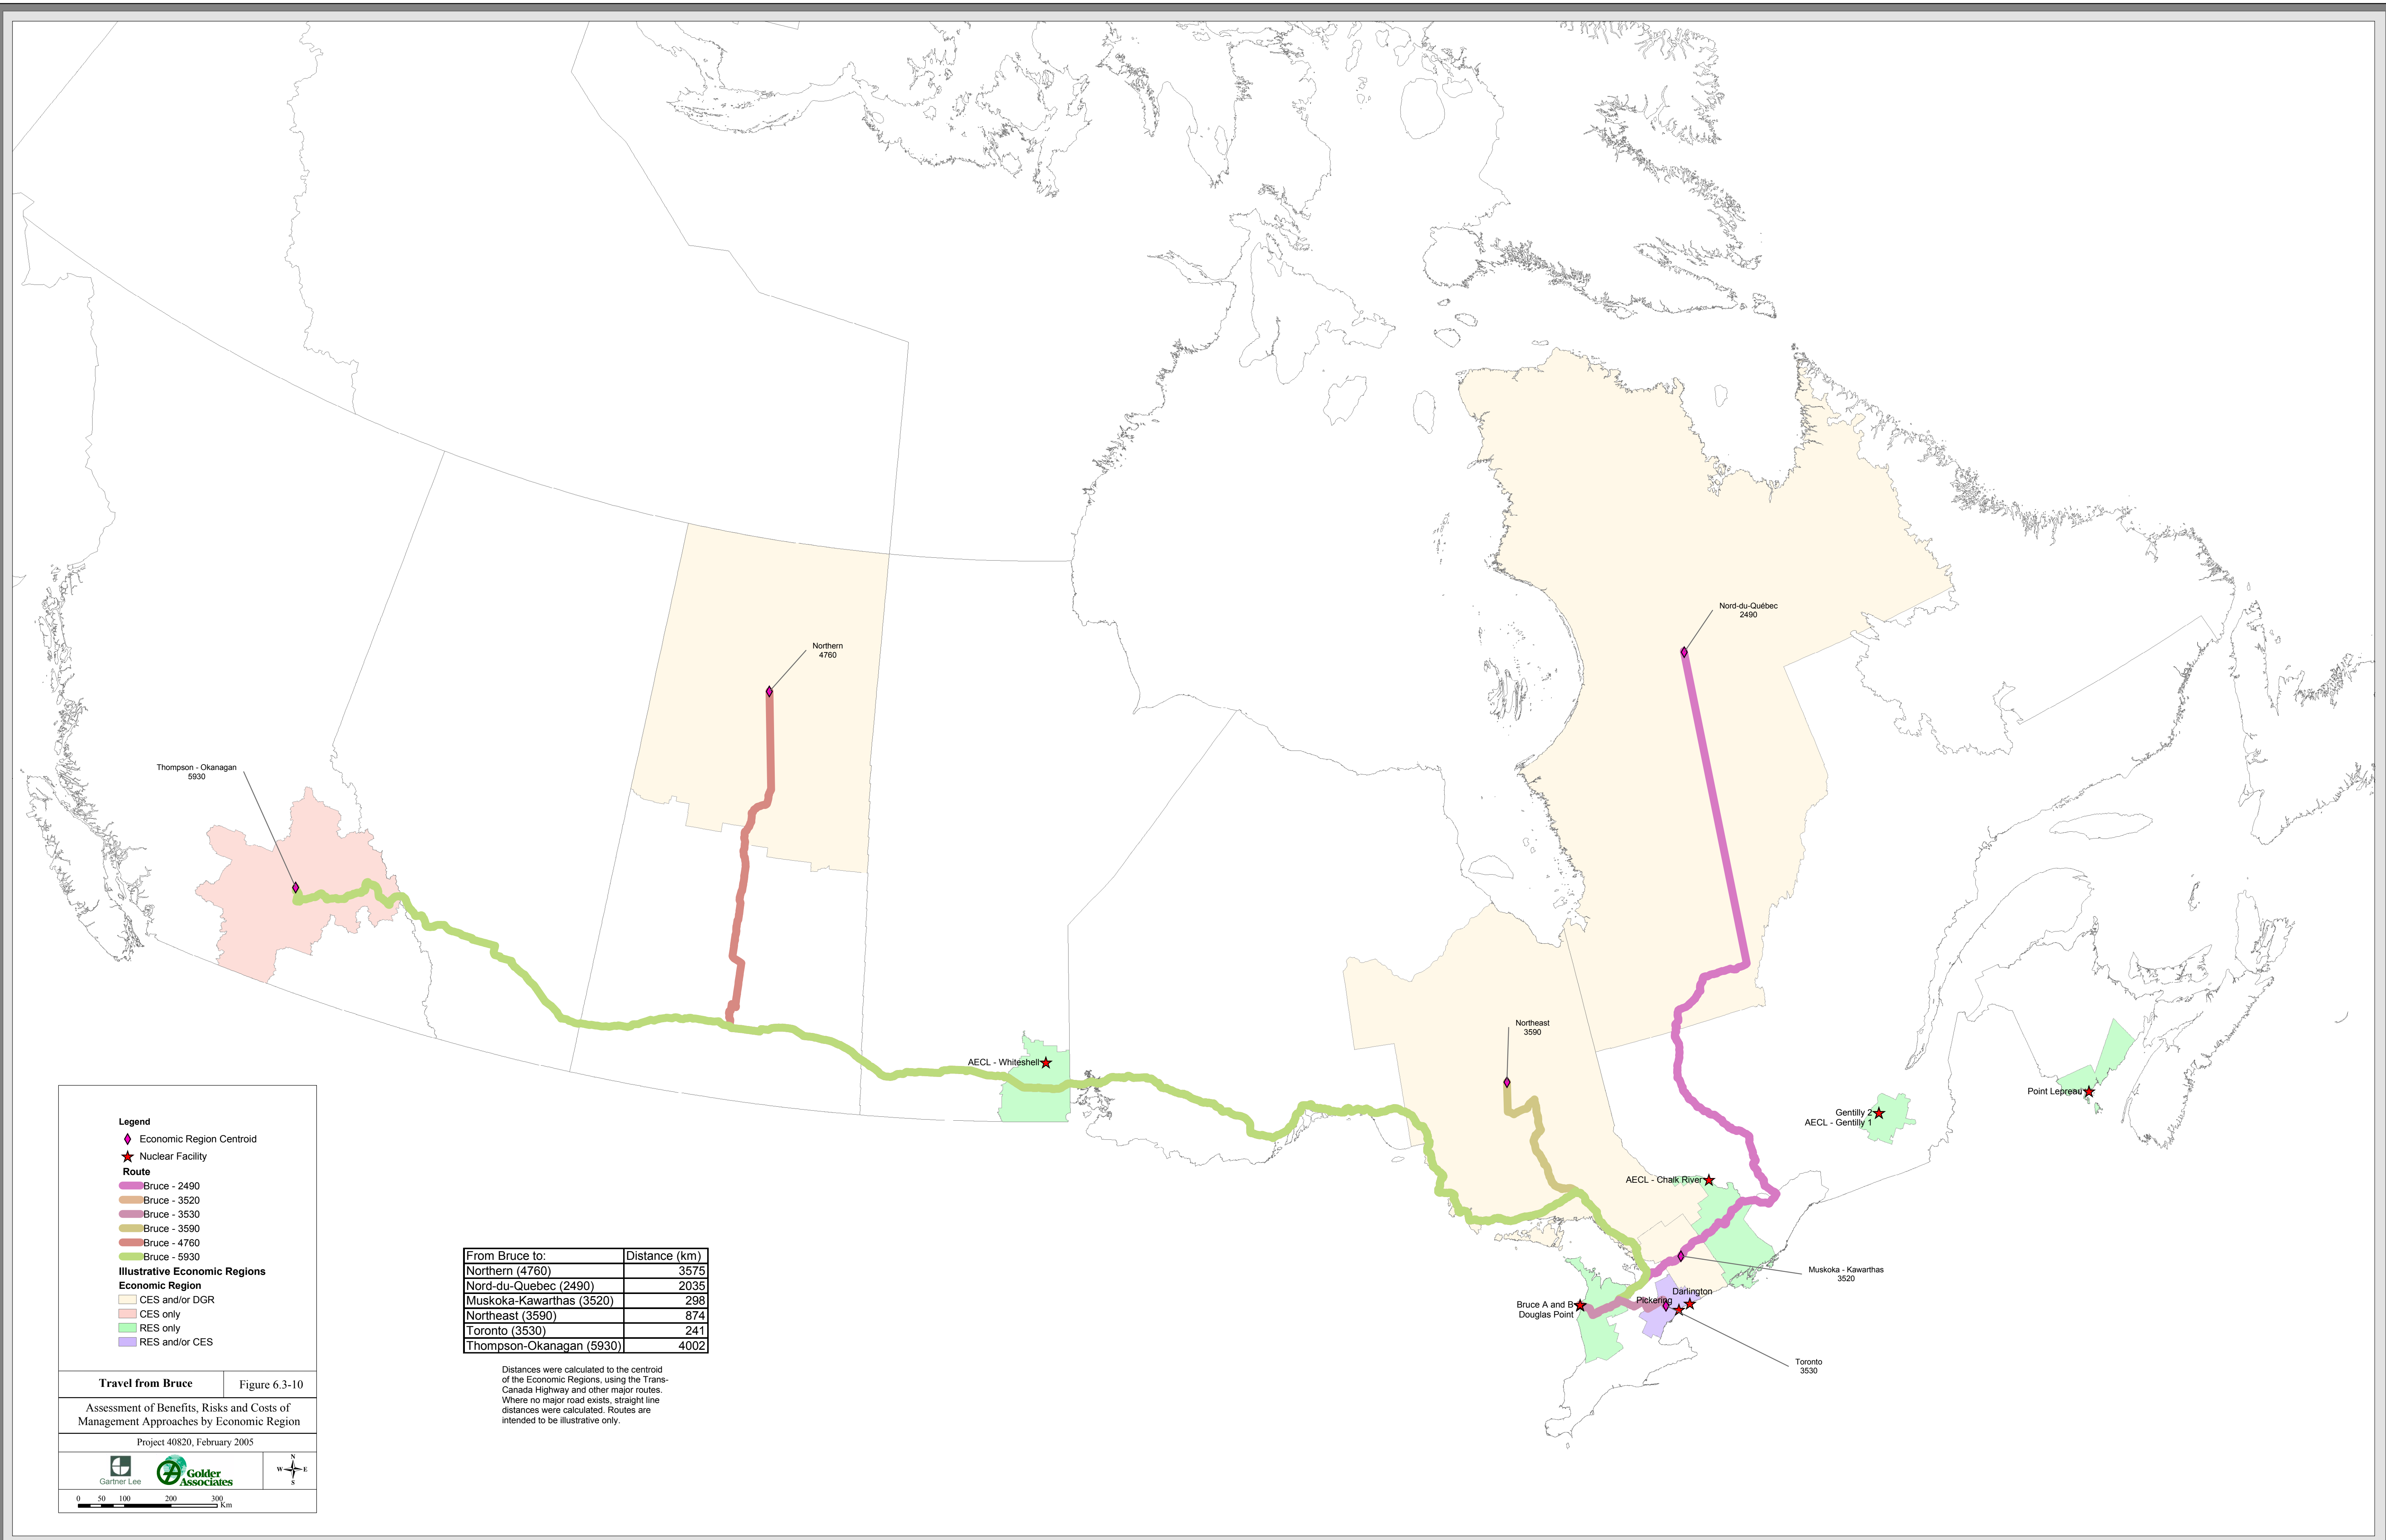 Nord-du-Québec
2490
Northern
4760
Thompson - Okanagan
5930
Northeast
3590
AECL - Whiteshell
Point Lepreau
Gentilly 2
AECL - Gentilly 1
AECL - Chalk River
Muskoka - Kawarthas
3520
Darlington
Pickering
Bruce A and B
Douglas Point
Toronto
3530
Legend
Economic Region Centroid
Nuclear Facility
Route
Bruce - 2490
Bruce - 3520
Bruce - 3530
Bruce - 3590
Bruce - 4760
Bruce - 5930
Illustrative Economic Regions
Economic Region
CES and/or DGR
CES only
RES only
RES and/or CES
Travel from Bruce Figure 6.3-10
Assessment of Benefits, Risks and Costs of
Management Approaches by Economic Region
Project 40820, February 2005
Gartner Lee
Golder
Associates
N
W E
S
0 50 100 200 300
Km
From Bruce to: Distance (km)
Northern (4760) 3575
Nord-du-Quebec (2490) 2035
Muskoka-Kawarthas (3520) 298
Northeast (3590) 874
Toronto (3530) 241
Thompson-Okanagan (5930) 4002
Distances were calculated to the centroid
of the Economic Regions, using the Trans-
Canada Highway and other major routes.
Where no major road exists, straight line
distances were calculated. Routes are
intended to be illustrative only.